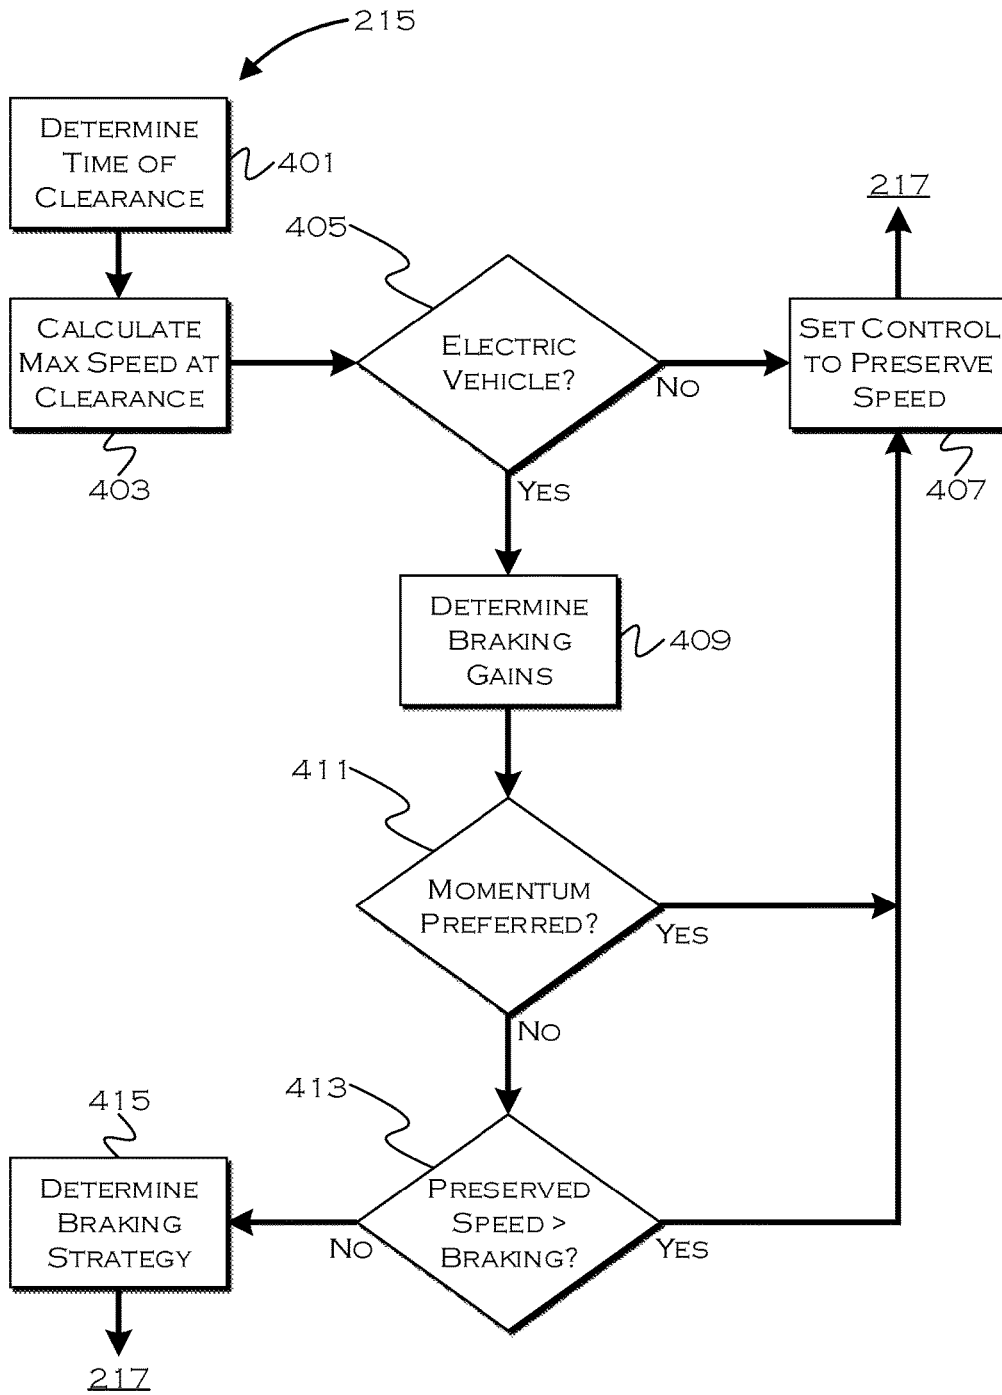 215
DETERMINE
TIME OF
CLEARANCE
401
217
405
CALCULATE
MAX SPEED AT
CLEARANCE
403
ELECTRIC
VEHICLE?
NO
YES
SET CONTROL
TO PRESERVE
SPEED
407
DETERMINE
BRAKING
GAINS
409
411
MOMENTUM
PREFERRED?
YES
NO
413
PRESERVED
SPEED >
BRAKING?
YES
NO
415
DETERMINE
BRAKING
STRATEGY
217